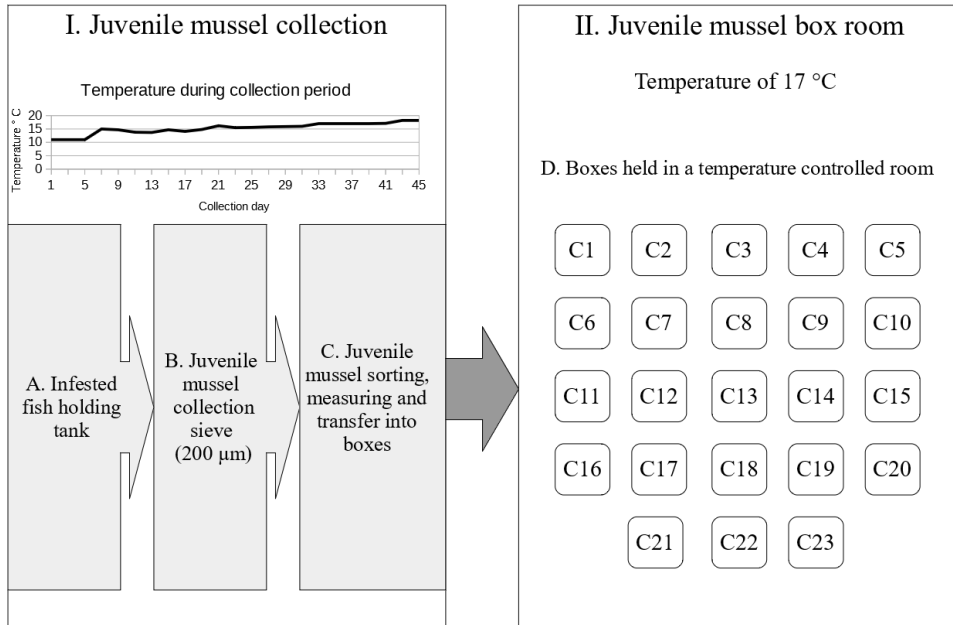 I. Juvenile mussel collection
Temperature during collection period
Temperature ° C
20
15
10
5
0
1 5 9 13 17 21 25 29 33 37 41 45
Collection day
A. Infested
fish holding
tank
B. Juvenile
mussel
collection
sieve
(200 µm)
C. Juvenile
mussel sorting,
measuring and
transfer into
boxes
II. Juvenile mussel box room
Temperature of 17 °C
D. Boxes held in a temperature controlled room
C1 C2 C3 C4 C5
C6 C7 C8 C9 C10
C11 C12 C13 C14 C15
C16 C17 C18 C19 C20
C21 C22 C23